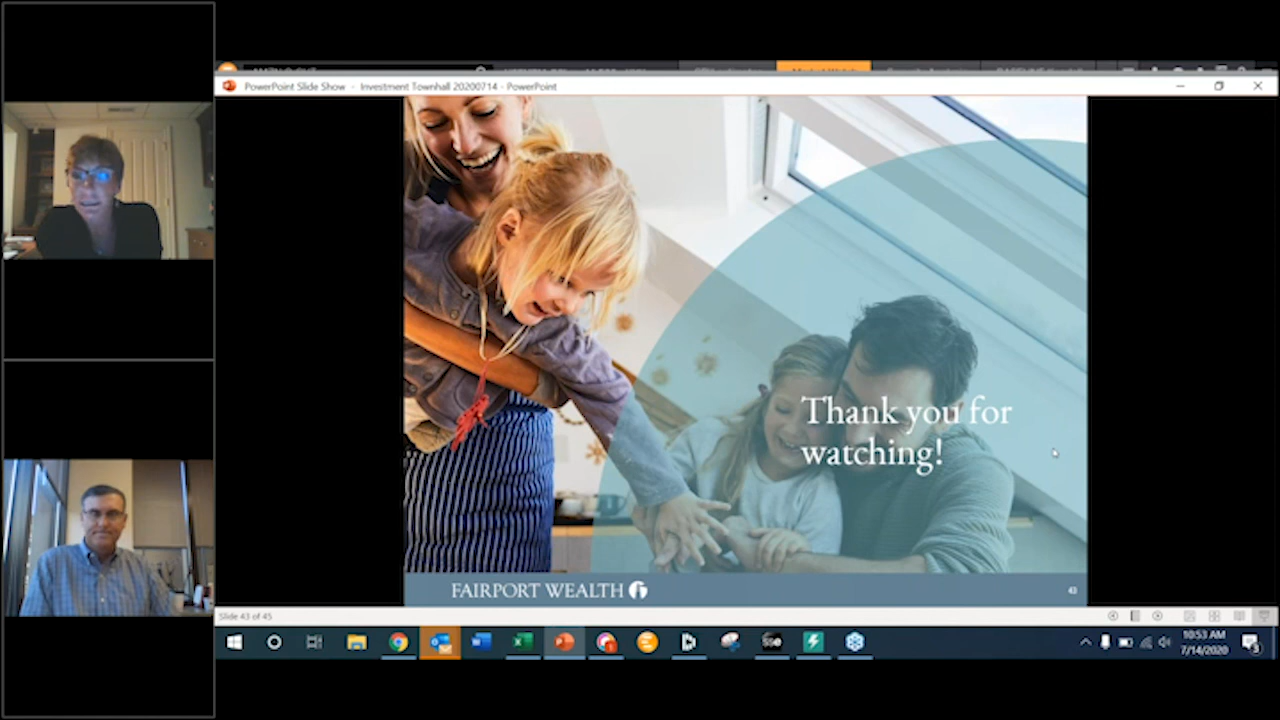 PowerPoint Slide Show - Investment Townhall 20200714 - PowerPoint
Thank you for
watching!
FAIRPORT WEALTH
43
Slide 43 of 45
10:53 AM
7/14/2020
3